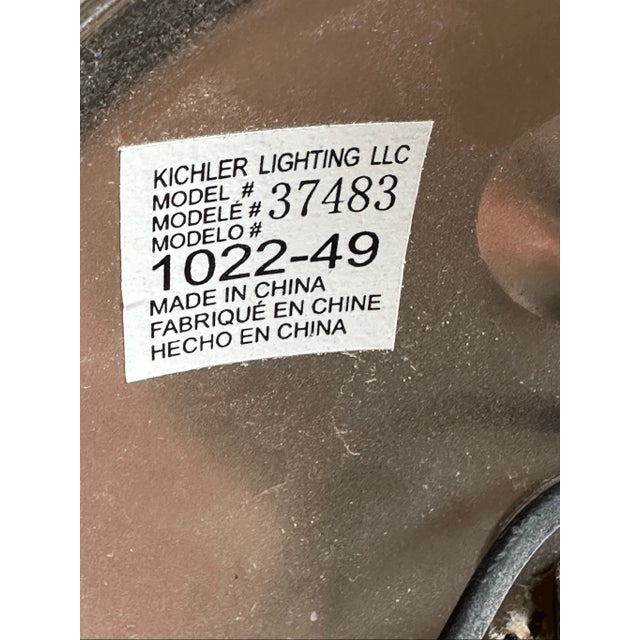 KICHLER LIGHTING LLC
MODEL #
MODELÉ # 37483
MODELO #
1022-49
MADE IN CHINA
FABRIQUÉ EN CHINE
HECHO EN CHINA